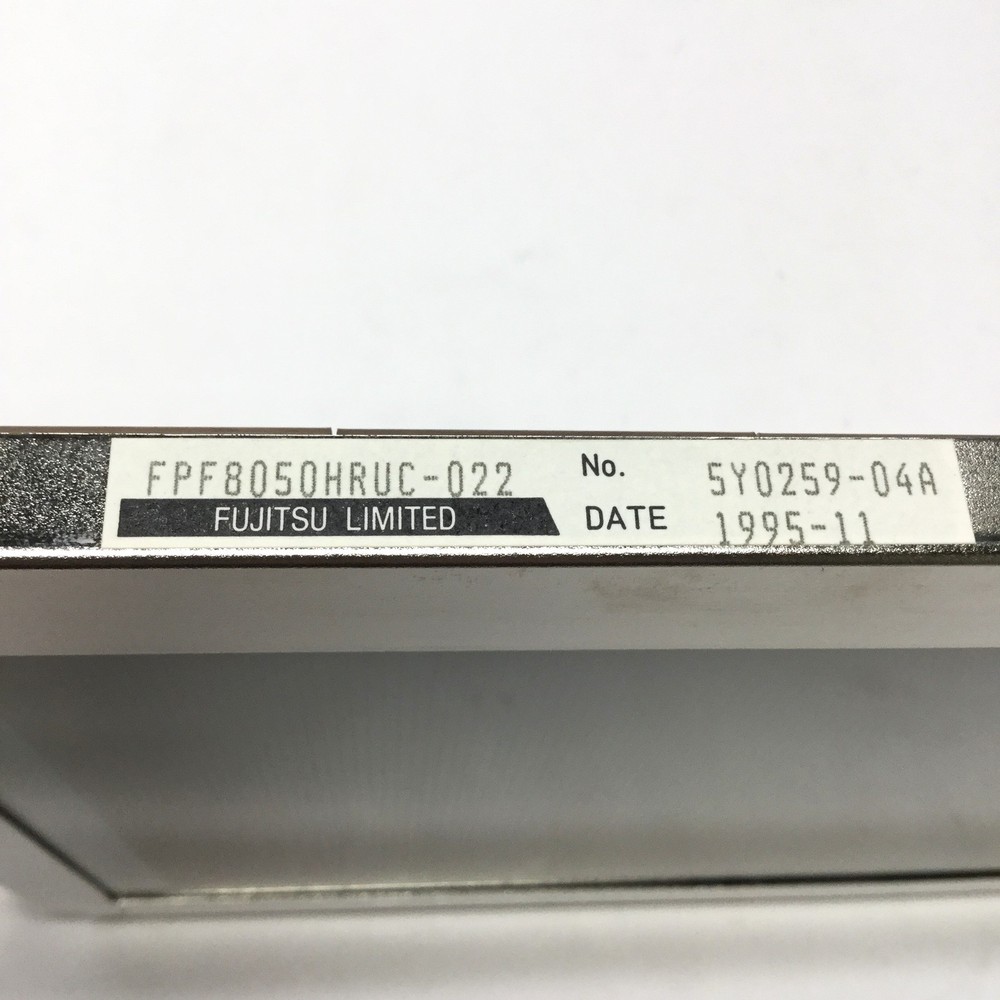 FPF8050HRUC-022 No. 5Y0259-04A
FUJITSU LIMITED DATE 1995-11